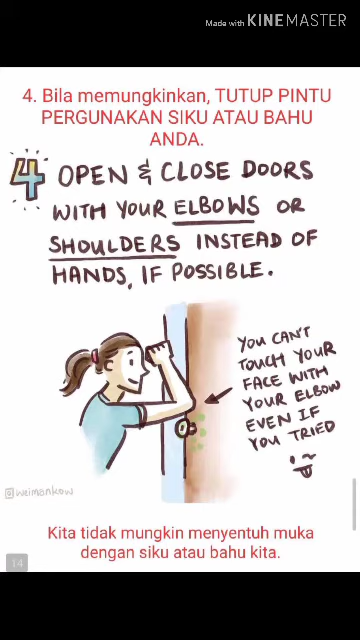 Made with KINEMASTER
4. Bila memungkinkan, TUTUP PINTU
PERGUNAKAN SIKU ATAU BAHU
ANDA.
4 OPEN & CLOSE DOORS
WITH YOUR ELBOWS OR
SHOULDERS INSTEAD OF
HANDS, IF POSSIBLE.
YOU CAN'T
TOUCH YOUR
FACE WITH
YOUR ELBOW
EVEN IF
YOU TRIED
@weimankow
Kita tidak mungkin menyentuh muka
dengan siku atau bahu kita.
14